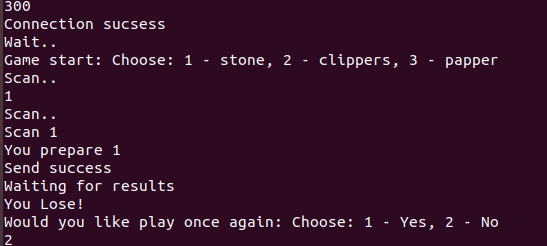 300
Connection sucsess
Wait..
Game start: Choose: 1 - stone, 2 - clippers, 3 - papper
Scan..
1
Scan..
Scan 1
You prepare 1
Send success
Waiting for results
You Lose!
Would you like play once again: Choose: 1 - Yes, 2 - No
2